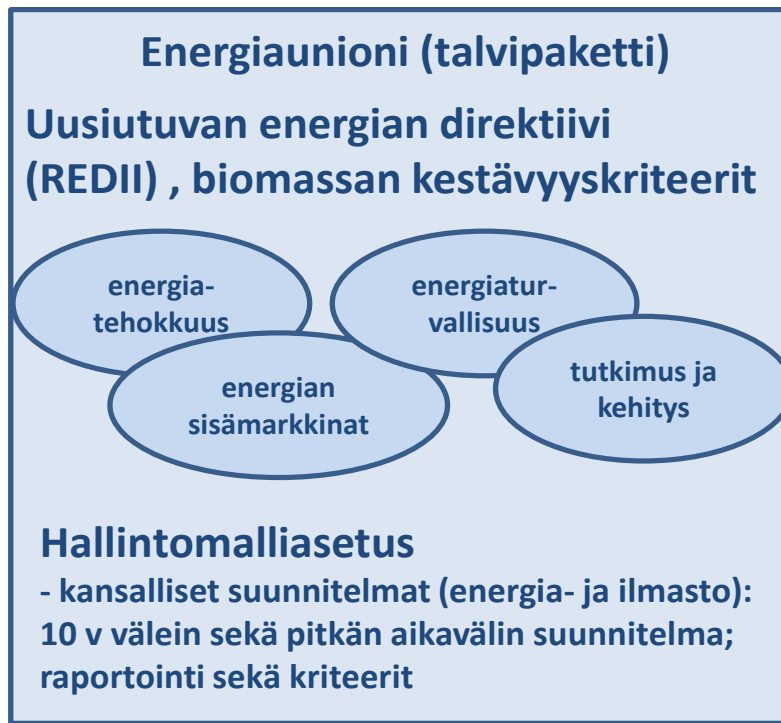 Energiaunioni (talvipaketti)
Uusiutuvan energian direktiivi
(REDII) , biomassan kestävyyskriteerit
energia-
tehokkuus
energiatur-
vallisuus
energian
sisämarkkinat
tutkimus ja
kehitys
Hallintomalliasetus
- kansalliset suunnitelmat (energia- ja ilmasto):
10 v välein sekä pitkän aikavälin suunnitelma;
raportointi sekä kriteerit